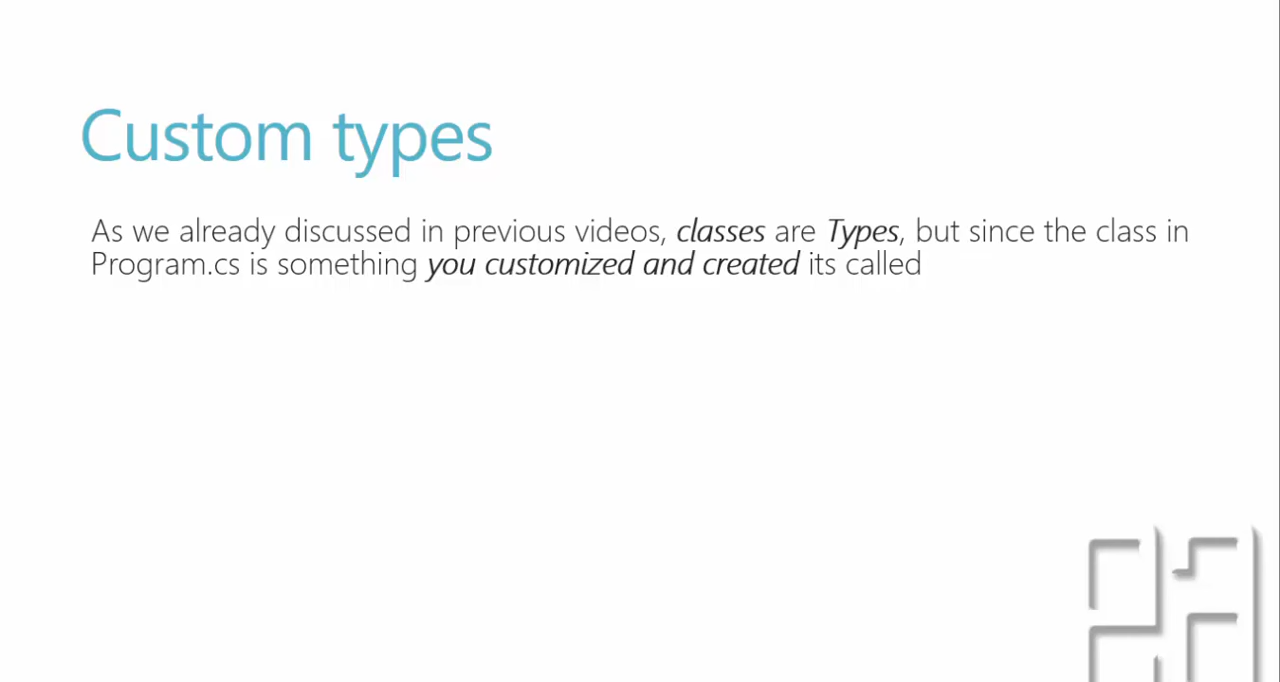 Custom types
As we already discussed in previous videos, classes are Types, but since the class in
Program.cs is something you customized and created its called